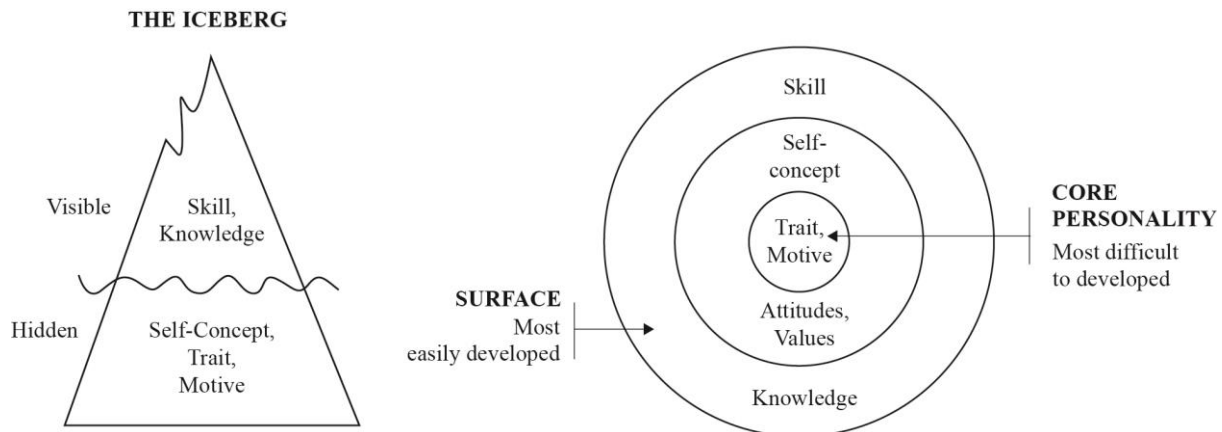 THE ICEBERG
Visible
Skill,
Knowledge
Hidden
Self-Concept,
Trait,
Motive
Skill
Self-
concept
Trait,
Motive
Attitudes,
Values
Knowledge
SURFACE
Most
easily developed
CORE
PERSONALITY
Most difficult
to developed